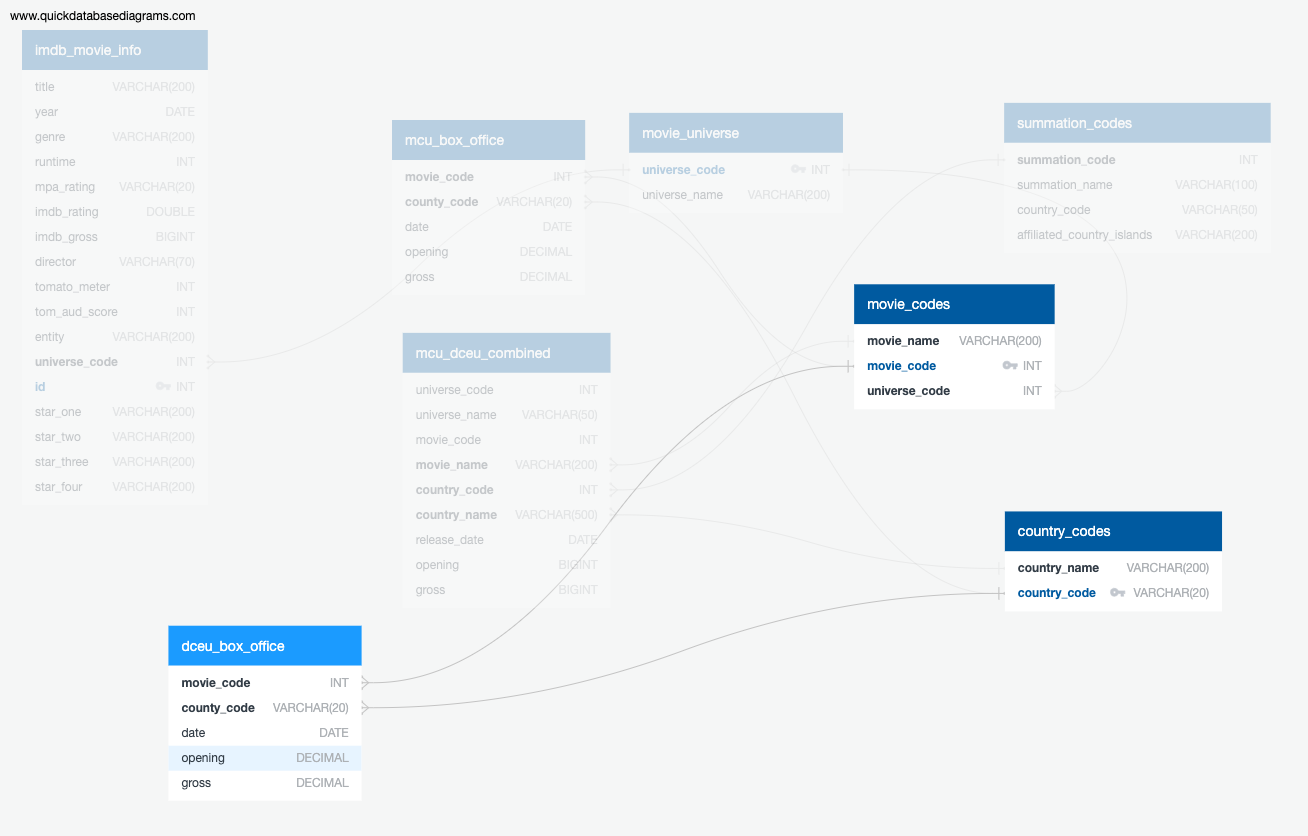 www.quickdatabasediagrams.com
imdb_movie_info
title VARCHAR(200)
year DATE
genre VARCHAR(200)
runtime INT
mpa_rating VARCHAR(20)
imdb_rating DOUBLE
imdb_gross BIGINT
director VARCHAR(70)
tomato_meter INT
tom_aud_score INT
entity VARCHAR(200)
universe_code INT
id INT
star_one VARCHAR(200)
star_two VARCHAR(200)
star_three VARCHAR(200)
star_four VARCHAR(200)
mcu_box_office
movie_code INT
county_code VARCHAR(20)
date DATE
opening DECIMAL
gross DECIMAL
movie_universe
universe_code INT
universe_name VARCHAR(200)
summation_codes
summation_code INT
summation_name VARCHAR(100)
country_code VARCHAR(50)
affiliated_country_islands VARCHAR(200)
movie_codes
movie_name VARCHAR(200)
movie_code INT
universe_code INT
mcu_dceu_combined
universe_code INT
universe_name VARCHAR(50)
movie_code INT
movie_name VARCHAR(200)
country_code INT
country_name VARCHAR(500)
release_date DATE
opening BIGINT
gross BIGINT
country_codes
country_name VARCHAR(200)
country_code VARCHAR(20)
dceu_box_office
movie_code INT
county_code VARCHAR(20)
date DATE
opening DECIMAL
gross DECIMAL